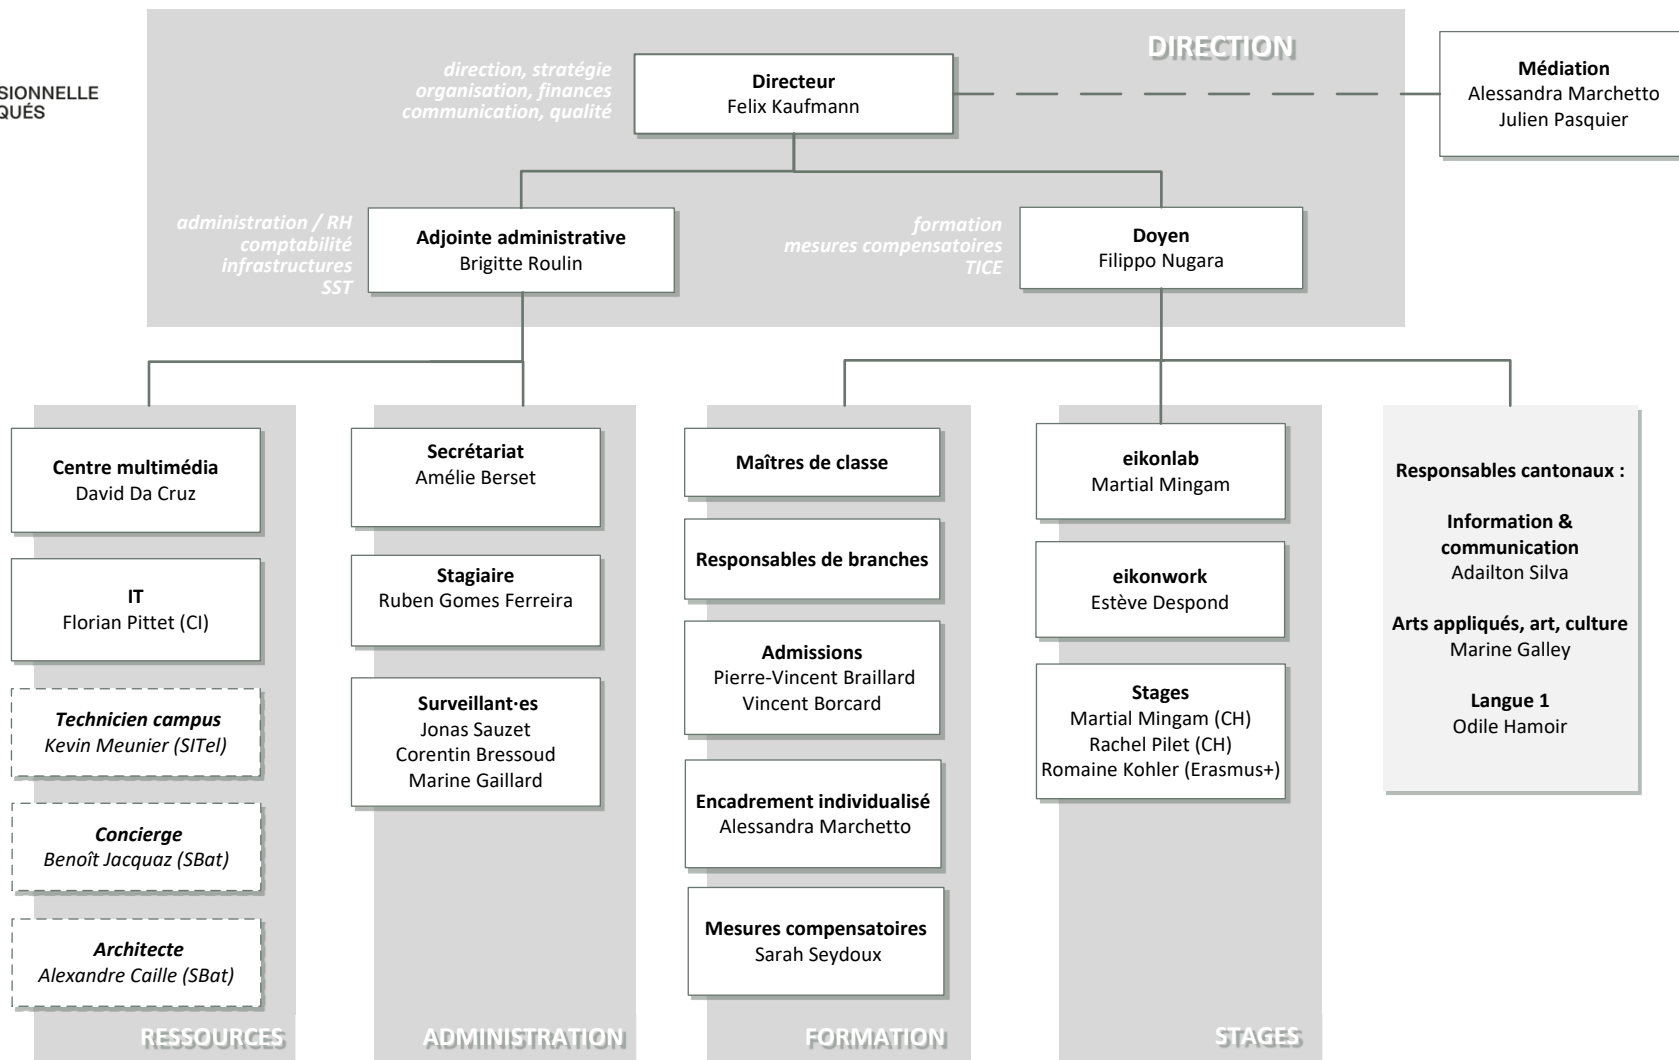 SIONNELLE
QUÉS
DIRECTION
direction, stratégie
organisation, finances
communication, qualité
Directeur
Felix Kaufmann
Médiation
Alessandra Marchetto
Julien Pasquier
administration / RH
comptabilité
infrastructures
SST
Adjointe administrative
Brigitte Roulin
formation
mesures compensatoires
TICE
Doyen
Filippo Nugara
Centre multimédia
David Da Cruz
IT
Florian Pittet (CI)
Technicien campus
Kevin Meunier (SITel)
Concierge
Benoît Jacquaz (SBat)
Architecte
Alexandre Caille (SBat)
RESSOURCES
Secrétariat
Amélie Berset
Stagiaire
Ruben Gomes Ferreira
Surveillant·es
Jonas Sauzet
Corentin Bressoud
Marine Gaillard
ADMINISTRATION
Maîtres de classe
Responsables de branches
Admissions
Pierre-Vincent Braillard
Vincent Borcard
Encadrement individualisé
Alessandra Marchetto
Mesures compensatoires
Sarah Seydoux
FORMATION
eikonlab
Martial Mingam
eikonwork
Estève Despond
Stages
Martial Mingam (CH)
Rachel Pilet (CH)
Romaine Kohler (Erasmus+)
STAGES
Responsables cantonaux :
Information &
communication
Adailton Silva
Arts appliqués, art, culture
Marine Galley
Langue 1
Odile Hamoir